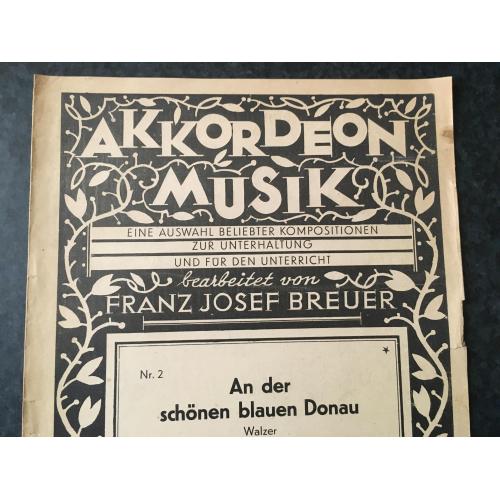 AKKORDEON
MUSIK
EINE AUSWAHL BELIEBTER KOMPOSITIONEN
ZUR UNTERHALTUNG
UND FÜR DEN UNTERRICHT
bearbeitet von
FRANZ JOSEF BREUER
Nr. 2
*
An der
schönen blauen Donau
Walzer